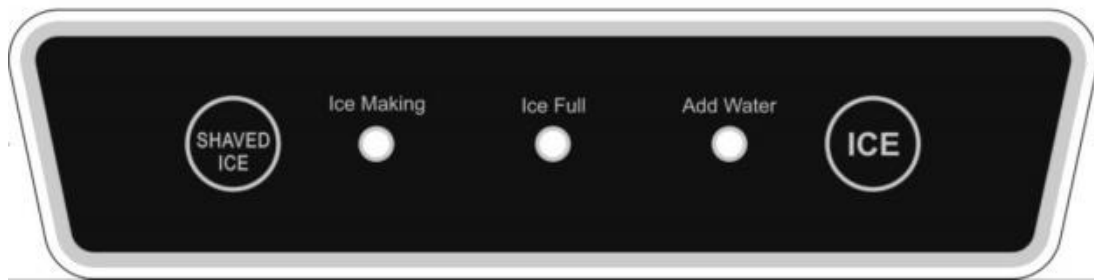 Ice Making
Ice Full
Add Water
SHAVED
ICE
ICE